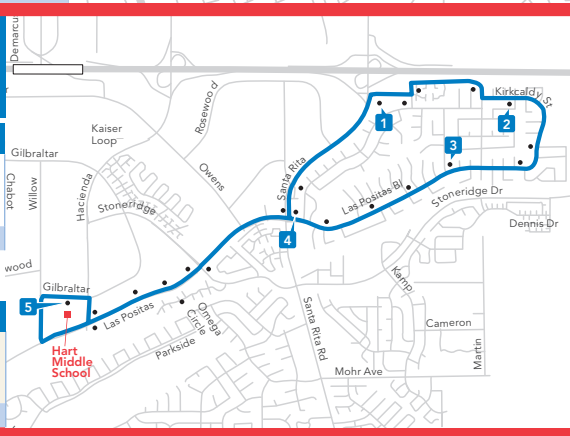 Demarcu
Kirkcaldy St
1
2
Rosewood
Kaiser
Loop
3
Gilbraltar
Owens
Santa Rita
Chabot
Willow
Hacienda
Stoneridge
Las Positas Bl
Stoneridge Dr
Dennis Dr
4
wood
Kamp
Gilbraltar
5
Las Positas
Omega
Circle
Santa Rita Rd
Cameron
Hart
Middle
School
Parkside
Martin
Mohr Ave